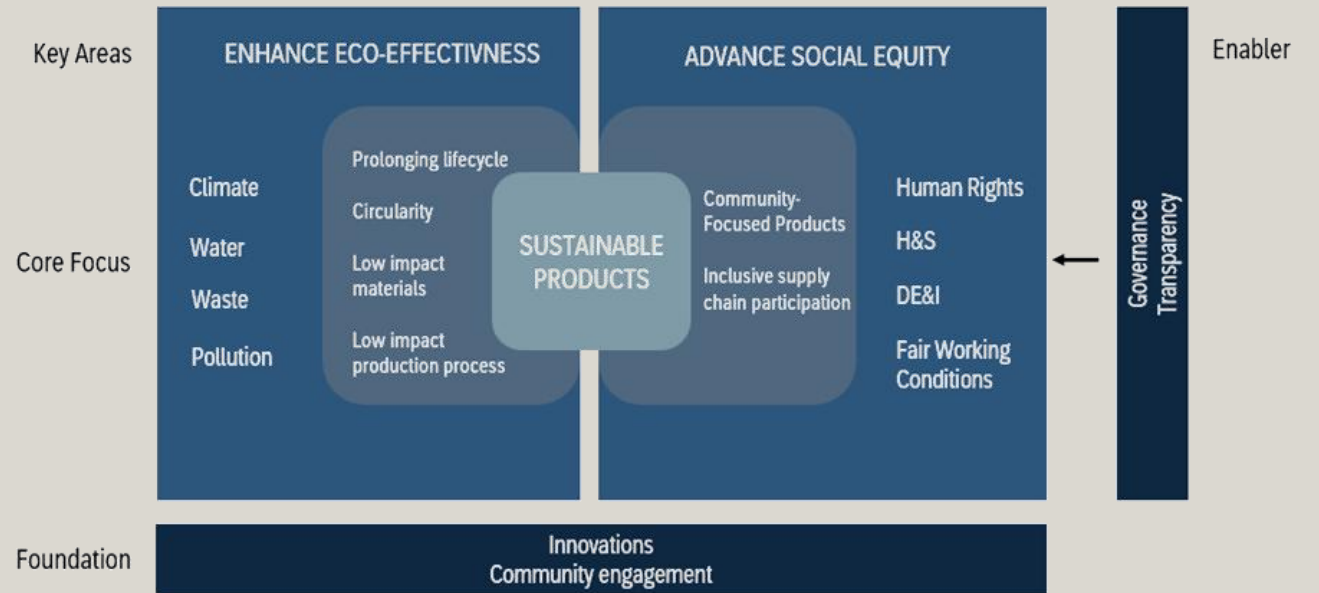 Key Areas
ENHANCE ECO-EFFECTIVNESS
ADVANCE SOCIAL EQUITY
Enabler
Core Focus
Climate
Water
Waste
Pollution
Prolonging lifecycle
Circularity
Low impact
materials
Low impact
production process
SUSTAINABLE
PRODUCTS
Community-
Focused Products
Inclusive supply
chain participation
Human Rights
H&S
DE&I
Fair Working
Conditions
Governance
Transparency
Foundation
Innovations
Community engagement